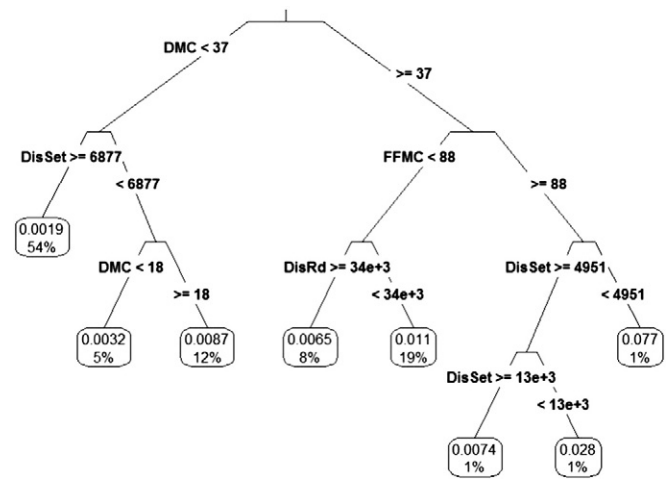 DMC < 37
>= 37
DisSet >= 6877
FFMC < 88
< 6877
>= 88
0.0019
54%
DMC < 18
DisRd >= 34e+3
DisSet >= 4951
>= 18
< 34e+3
< 4951
0.0032
5%
0.0087
12%
0.0065
8%
0.011
19%
0.077
1%
DisSet >= 13e+3
< 13e+3
0.0074
1%
0.028
1%